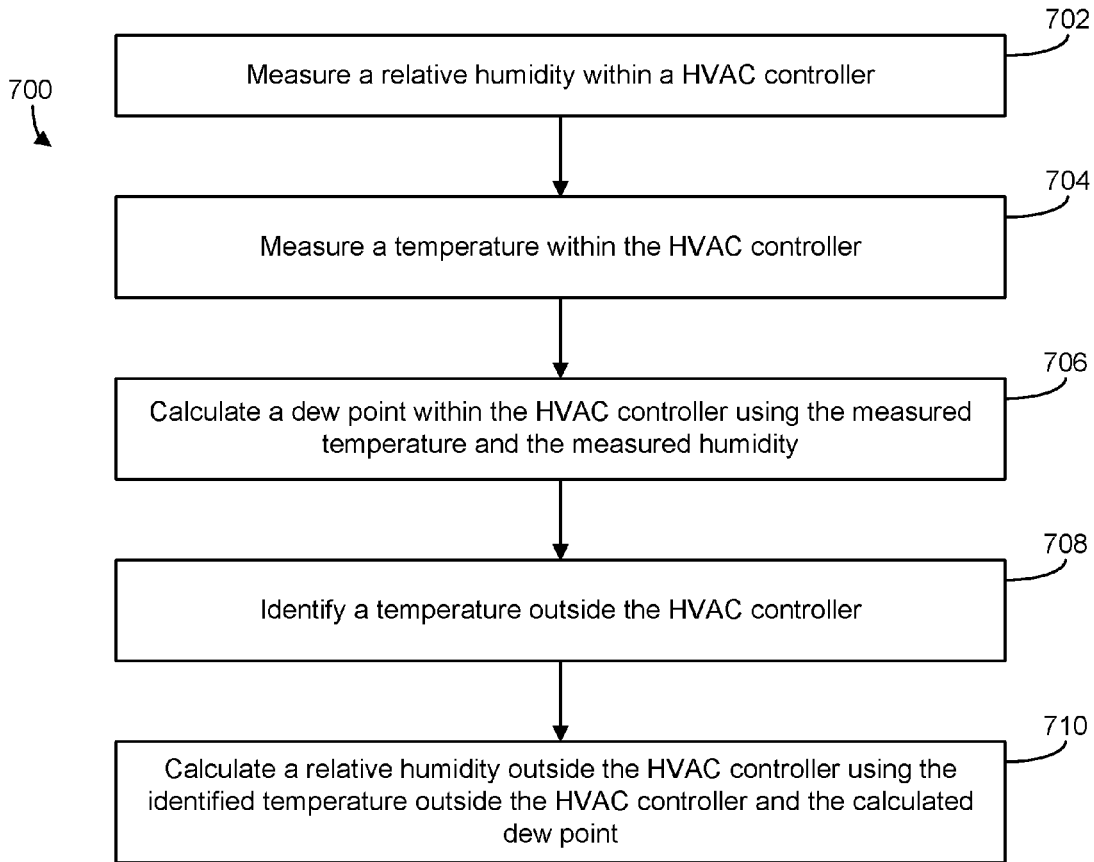 702
Measure a relative humidity within a HVAC controller
700
704
Measure a temperature within the HVAC controller
706
Calculate a dew point within the HVAC controller using the measured
temperature and the measured humidity
708
Identify a temperature outside the HVAC controller
710
Calculate a relative humidity outside the HVAC controller using the
identified temperature outside the HVAC controller and the calculated
dew point